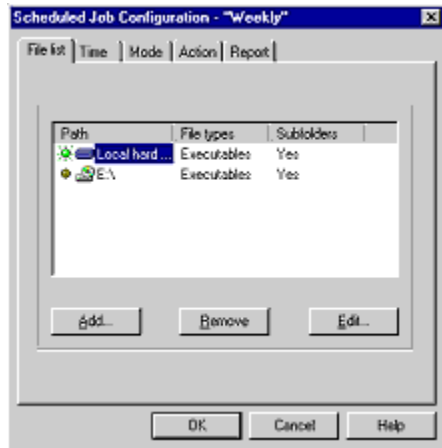 Scheduled Job Configuration - "Weekly"
File list Time Mode Action Report
Path File types Subfolders
Local hard ... Executables Yes
E:\ Executables Yes
Add... Remove Edit...
OK Cancel Help